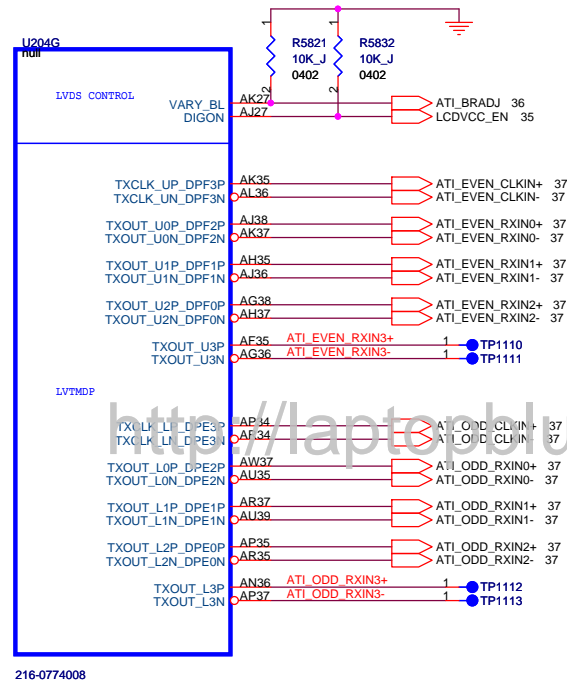 U204G
null
1 1
R5821 R5832
10K_J 10K_J
0402 0402
2 2
LVDS CONTROL
VARY_BL AK27 ATI_BRADJ 36
DIGON AJ27 LCDVCC_EN 35
TXCLK_UP_DPF3P AK35 ATI_EVEN_CLKIN+ 37
TXCLK_UN_DPF3N AL36 ATI_EVEN_CLKIN- 37
TXOUT_U0P_DPF2P AJ38 ATI_EVEN_RXIN0+ 37
TXOUT_U0N_DPF2N AK37 ATI_EVEN_RXIN0- 37
TXOUT_U1P_DPF1P AH35 ATI_EVEN_RXIN1+ 37
TXOUT_U1N_DPF1N AJ36 ATI_EVEN_RXIN1- 37
TXOUT_U2P_DPF0P AG38 ATI_EVEN_RXIN2+ 37
TXOUT_U2N_DPF0N AH37 ATI_EVEN_RXIN2- 37
TXOUT_U3P AF35 ATI_EVEN_RXIN3+ 1 TP1110
TXOUT_U3N AG36 ATI_EVEN_RXIN3- 1 TP1111
LVTMDP
http://laptopblu
TXCLK_LP_DPE3P AP34 ATI_ODD_CLKIN+ 37
TXCLK_LN_DPE3N AR34 ATI_ODD_CLKIN- 37
TXOUT_L0P_DPE2P AW37 ATI_ODD_RXIN0+ 37
TXOUT_L0N_DPE2N AU35 ATI_ODD_RXIN0- 37
TXOUT_L1P_DPE1P AR37 ATI_ODD_RXIN1+ 37
TXOUT_L1N_DPE1N AU39 ATI_ODD_RXIN1- 37
TXOUT_L2P_DPE0P AP35 ATI_ODD_RXIN2+ 37
TXOUT_L2N_DPE0N AR35 ATI_ODD_RXIN2- 37
TXOUT_L3P AN36 ATI_ODD_RXIN3+ 1 TP1112
TXOUT_L3N AP37 ATI_ODD_RXIN3- 1 TP1113
216-0774008